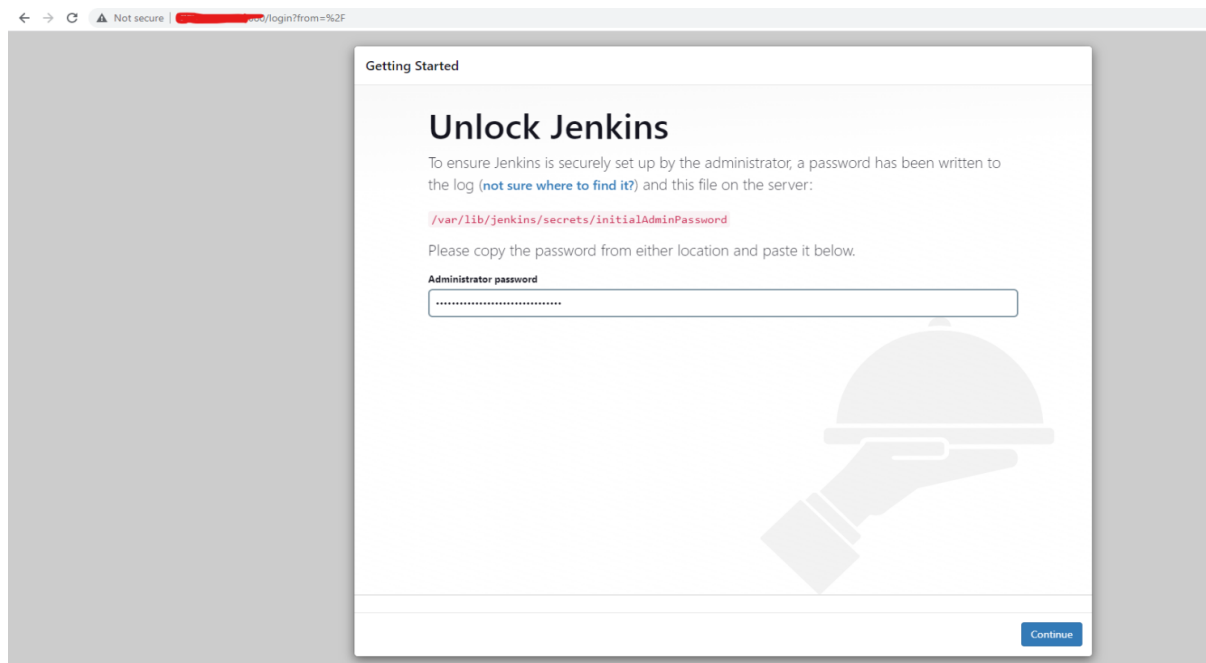 Not secure | /login?from=%2F
Getting Started
Unlock Jenkins
To ensure Jenkins is securely set up by the administrator, a password has been written to
the log (not sure where to find it?) and this file on the server:
/var/lib/jenkins/secrets/initialAdminPassword
Please copy the password from either location and paste it below.
Administrator password
Continue